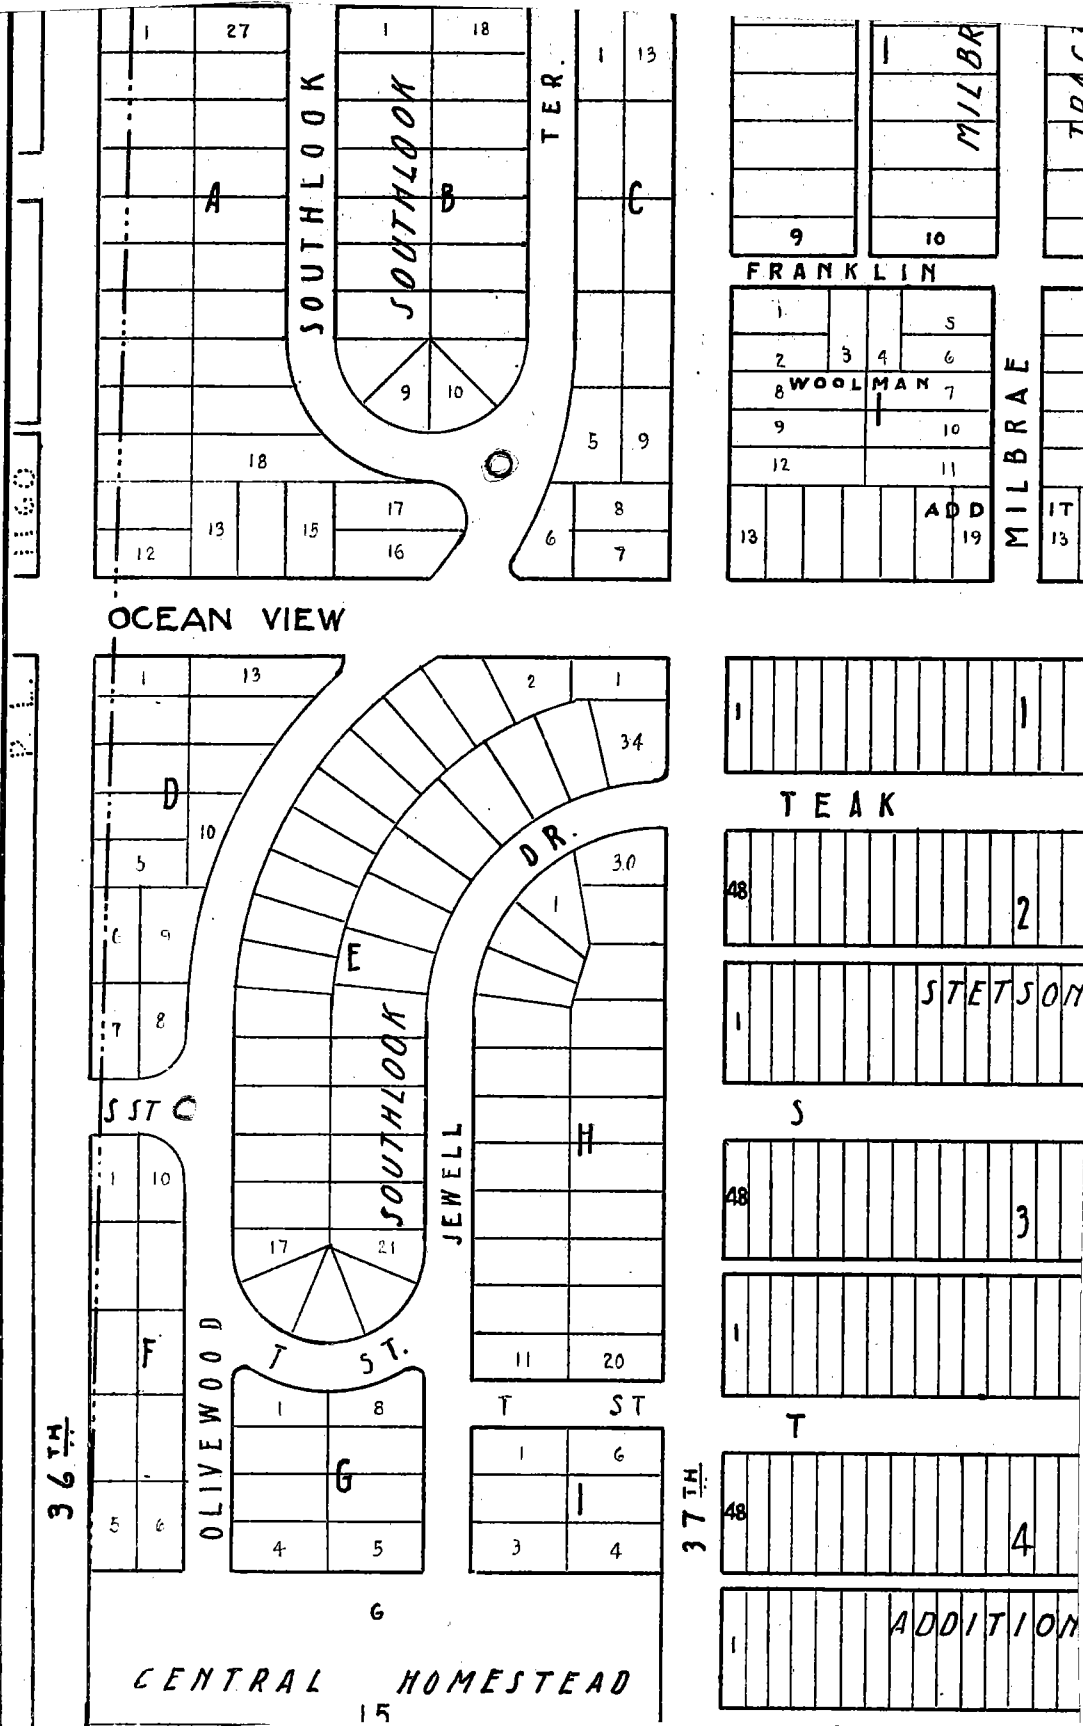 1 27 1 18 1 13
SOUTHLOOK
SOUTHLOOK
TER.
1
MILBR
A B C
9 10
FRANKLIN
1 5
2 3 4 6
WOOLMAN
8 7
1
9 10
12 11
ADD
13 19
MILBRAE
IT
13
9 10
5 9
18
17 8
13 15 6
12 16 7
OCEAN VIEW
1 13 2 1
34
D
10
5
6 9
7 8
DR.
30
1
E
SOUTHLOOK
JEWELL
H
S ST
1 10
17 21
F
OLIVEWOOD
T ST.
11 20
T ST
1 8
G
4 5
1 6
1
3 4
5 6
36TH
37TH
1 1
TEAK
48 2
1 STETSON
S
48 3
1
T
48 4
1 ADDITION
G
CENTRAL HOMESTEAD
15